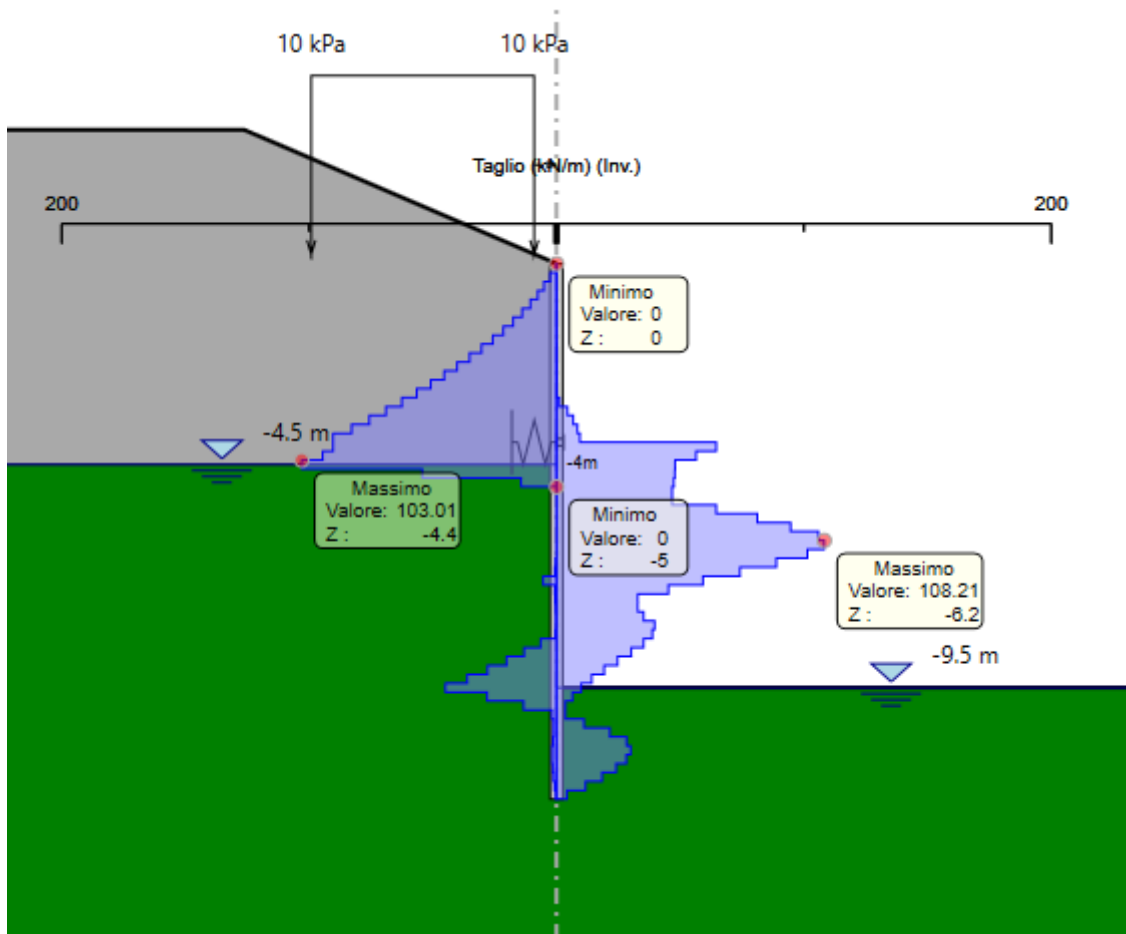 10 kPa
10 kPa
Taglio (kN/m) (Inv.)
200
200
Minimo
Valore: 0
Z : 0
-4.5 m
-4m
Massimo
Valore: 103.01
Z : -4.4
Minimo
Valore: 0
Z : -5
Massimo
Valore: 108.21
Z : -6.2
-9.5 m